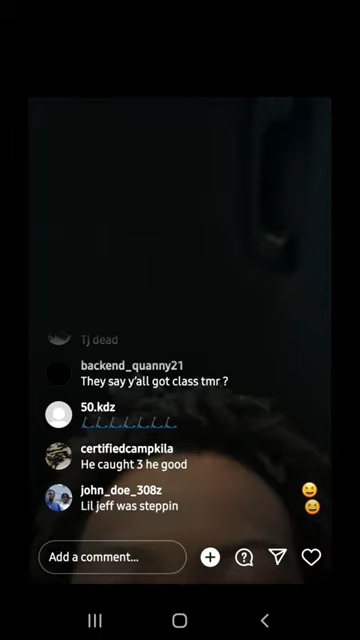 Tj dead
backend_quanny21
They say y'all got class tmr ?
50.kdz
certifiedcampkila
He caught 3 he good
john_doe_308z
Lil jeff was steppin
Add a comment...